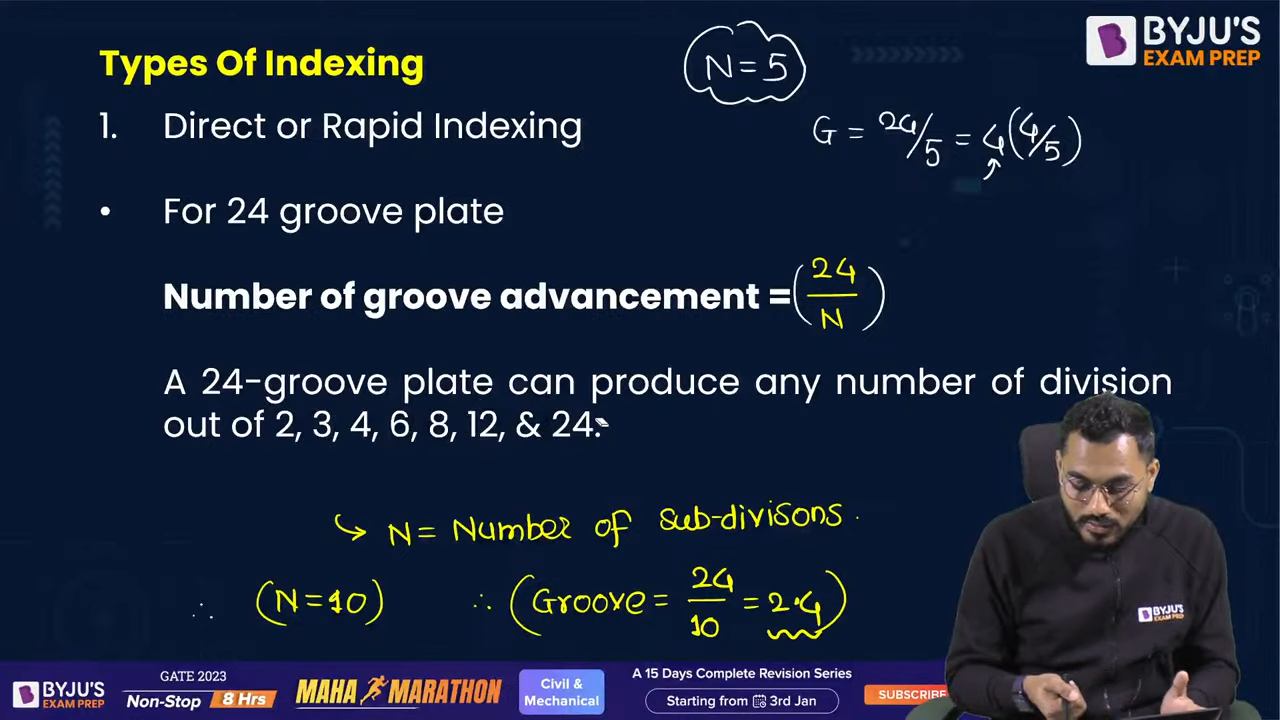 BYJU'S
EXAM PREP
Types Of Indexing
N=5
1. Direct or Rapid Indexing
G = 24/5 = 4(4/5)
• For 24 groove plate
Number of groove advancement = (24/N)
A 24-groove plate can produce any number of division
out of 2, 3, 4, 6, 8, 12, & 24.
↳ N= Number of sub-divisons.
∴ (N=10) ∴ (Groove = 24/10 = 2.4)
BYJU'S
EXAM PREP
BYJU'S
EXAM PREP
GATE 2023
Non-Stop 8 Hrs
MAHA MARATHON
Civil &
Mechanical
A 15 Days Complete Revision Series
Starting from 3rd Jan
SUBSCRIBE